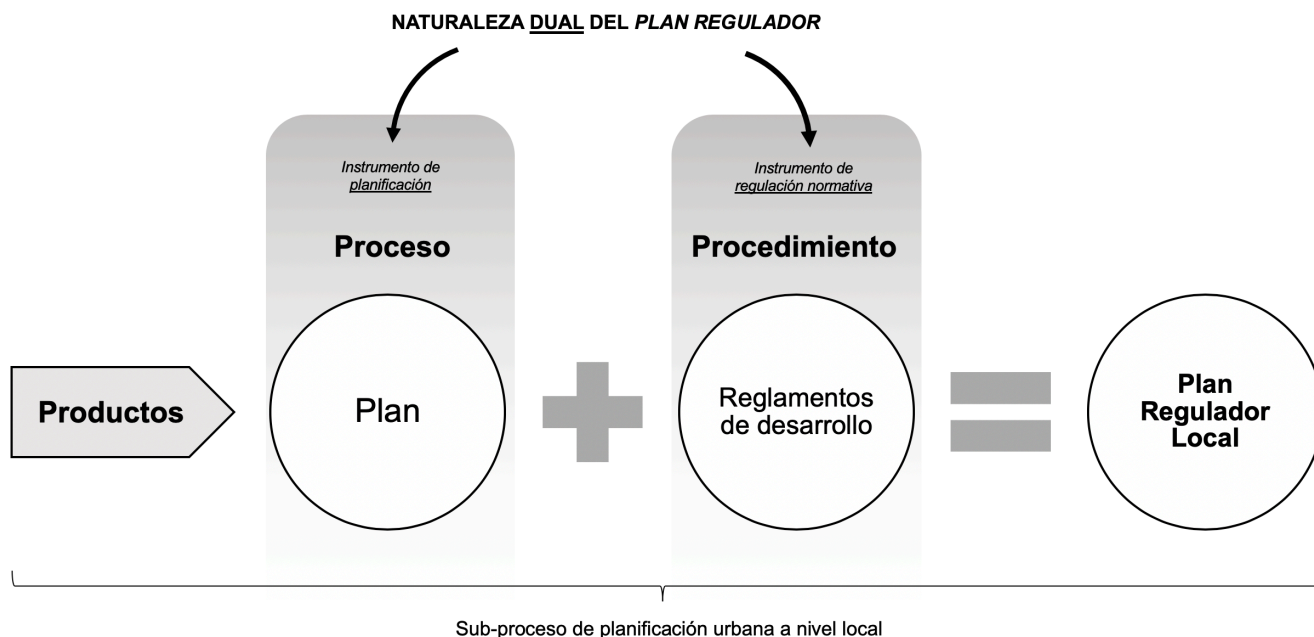 NATURALEZA DUAL DEL PLAN REGULADOR
Instrumento de
planificación
Proceso
Instrumento de
regulación normativa
Procedimiento
Productos
Plan
Reglamentos
de desarrollo
Plan
Regulador
Local
Sub-proceso de planificación urbana a nivel local